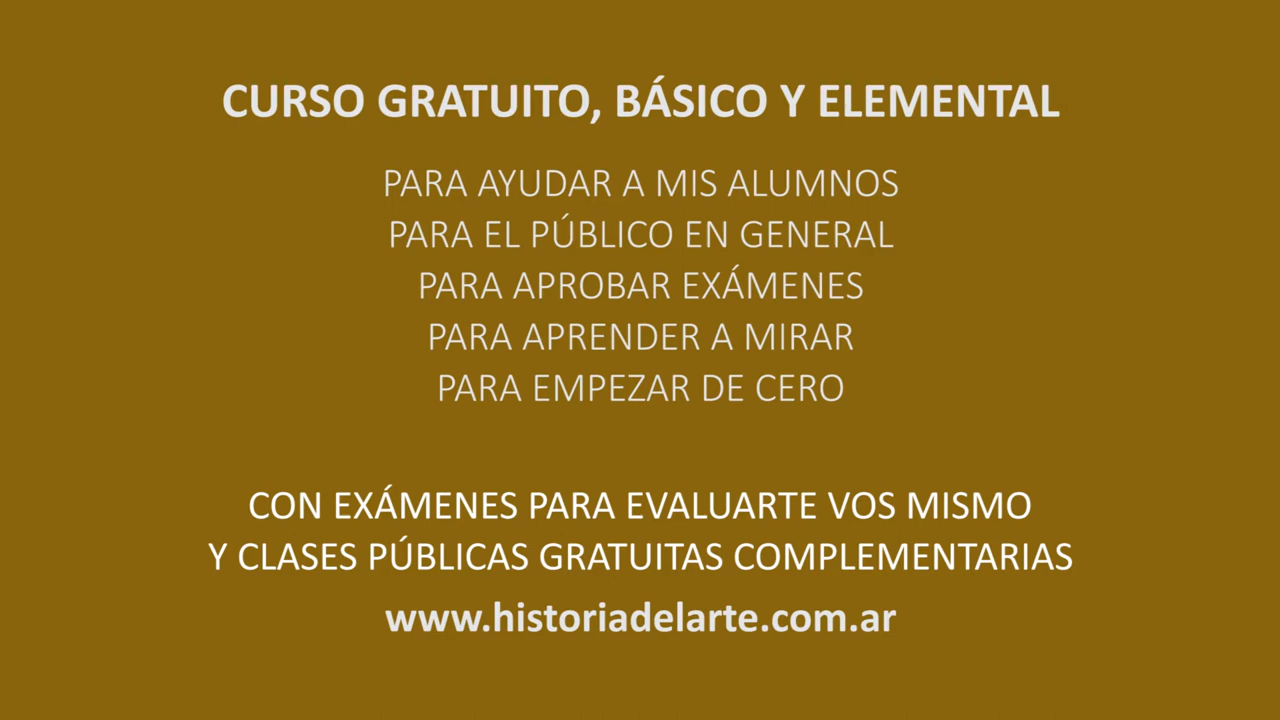 CURSO GRATUITO, BÁSICO Y ELEMENTAL
PARA AYUDAR A MIS ALUMNOS
PARA EL PÚBLICO EN GENERAL
PARA APROBAR EXÁMENES
PARA APRENDER A MIRAR
PARA EMPEZAR DE CERO
CON EXÁMENES PARA EVALUARTE VOS MISMO
Y CLASES PÚBLICAS GRATUITAS COMPLEMENTARIAS
www.historiadelarte.com.ar